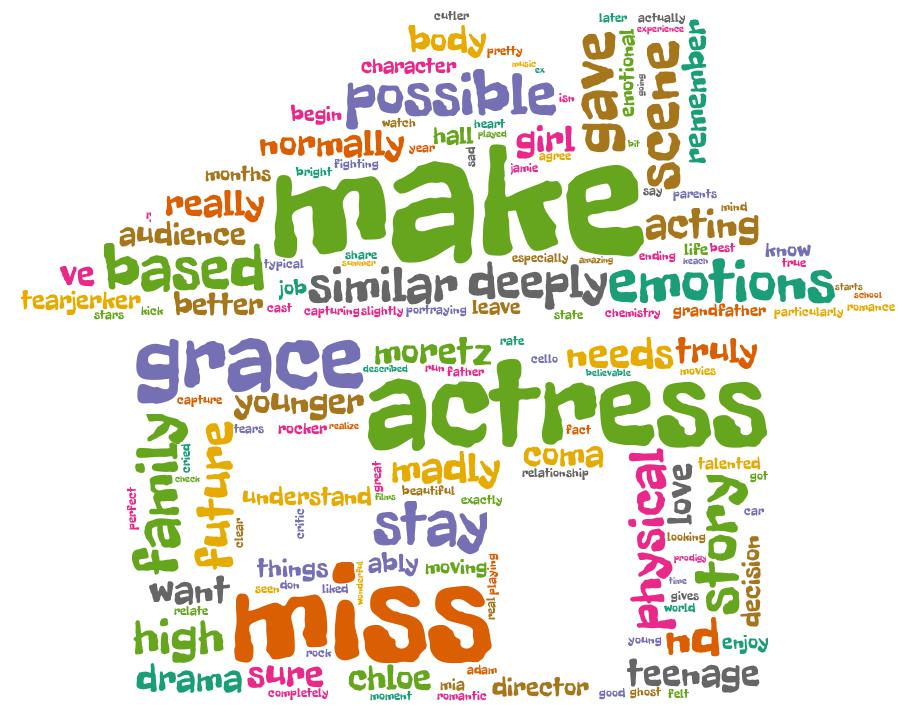 cutler
later actually
body pretty
experience
character music ex
gave emotional going scene remember
possible isn
begin watch heart
normally year hall played girl bit
fighting sad agree
months bright jamie
make say parents
r really mind
audience acting
ve based typical share summer especially amazing ending life best keach know true
job similar deeply emotions starts school
tearjerker better cast capturing slightly portraying leave state chemistry grandfather particularly romance
stars kick
grace moretz rate cello needs truly
described run father believable movies
capture younger actress
tears rocker realize fact
family cried check future great madly coma relationship physical love talented got
perfect clear understand films beautiful exactly story car
critic stay looking prodigy decision
things ably moving time
want seen don liked wonderful real playing gives
relate miss world
high rock young nd enjoy
drama sure chloe adam teenage
completely moment mia romantic director good ghost felt